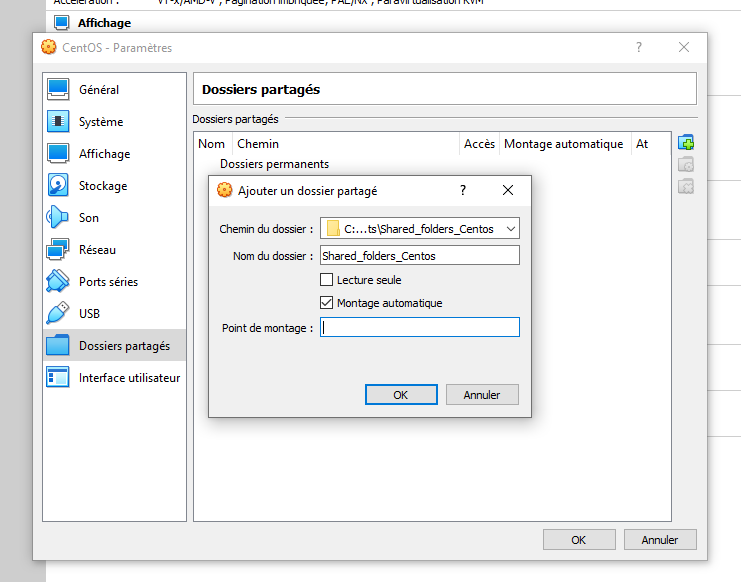 Accélération : VT-x/AMD-V , Pagination imbriquée, PAE/NX , Paravirtualisation KVM
Affichage
CentOS - Paramètres
Général
Système
Affichage
Stockage
Son
Réseau
Ports séries
USB
Dossiers partagés
Interface utilisateur
Dossiers partagés
Dossiers partagés
Nom Chemin Accès Montage automatique At
Dossiers permanents
Ajouter un dossier partagé
Chemin du dossier : C:...ts\Shared_folders_Centos
Nom du dossier : Shared_folders_Centos
Lecture seule
Montage automatique
Point de montage :
OK Annuler
OK Annuler